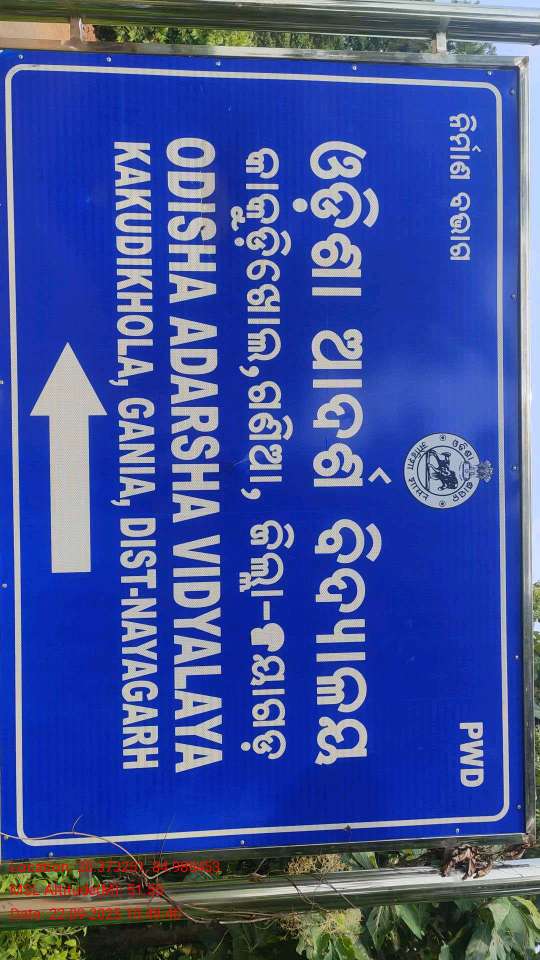 ନିର୍ମାଣ ବିଭାଗ
PWD
ଓଡ଼ିଶା ଆଦର୍ଶ ବିଦ୍ୟାଳୟ
କାକୁଡ଼ିଖୋଲ, ଗଣିଆ, ଜିଲ୍ଲା-ନୟାଗଡ଼
ODISHA ADARSHA VIDYALAYA
KAKUDIKHOLA, GANIA, DIST-NAYAGARH